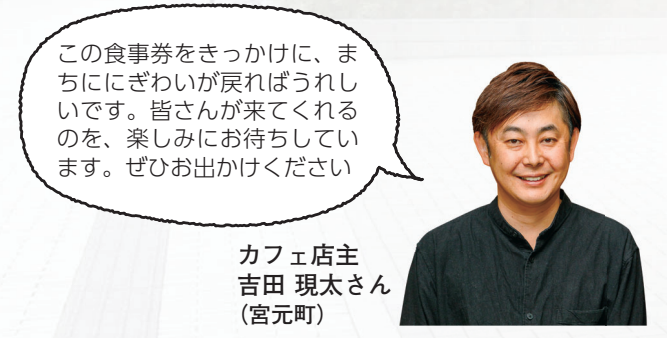 この食事券をきっかけに、ま
ちににぎわいが戻ればうれし
いです。皆さんが来てくれる
のを、楽しみにお待ちしてい
ます。ぜひお出かけください
カフェ店主
吉田 現太さん
(宮元町)